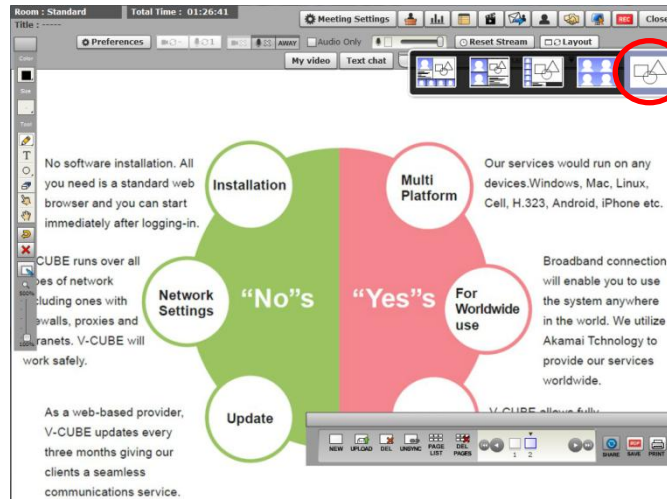 Room : Standard
Total Time : 01:26:41
Title : -----
Meeting Settings
REC
Close
Preferences
AWAY
Audio Only
Reset Stream
Layout
My video
Text chat
Color
Size
Tool
T
500%
100%
No software installation. All
you need is a standard web
browser and you can start
immediately after logging-in.
Installation
Multi
Platform
Our services would run on any
devices.Windows, Mac, Linux,
Cell, H.323, Android, iPhone etc.
CUBE runs over all
pes of network
cluding ones with
ewalls, proxies and
ranets. V-CUBE will
work safely.
Network
Settings
“No”s
“Yes”s
For
Worldwide
use
Broadband connection
will enable you to use
the system anywhere
in the world. We utilize
Akamai Tchnology to
provide our services
worldwide.
As a web-based provider,
V-CUBE updates every
three months giving our
clients a seamless
communications service.
Update
V-CUBE allows fully
NEW
UPLOAD
DEL
UNSYNC
PAGE
LIST
DEL
PAGES
1
2
SHARE
SAVE
PRINT